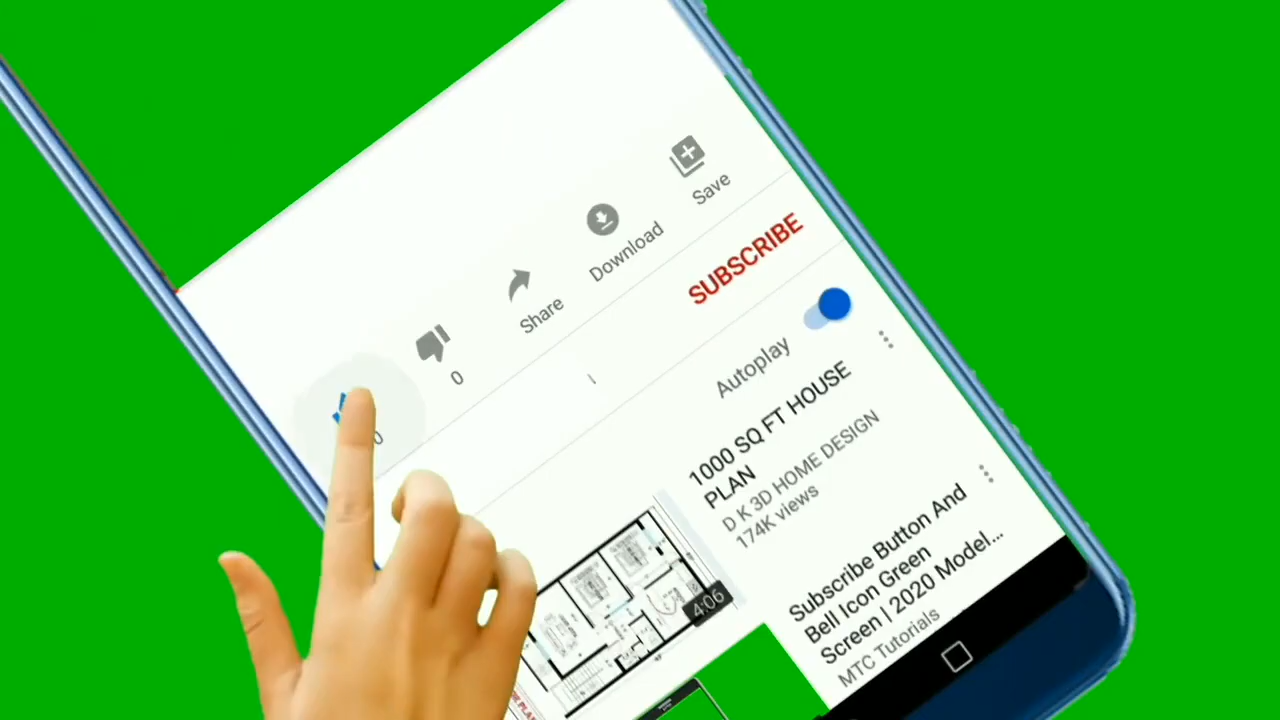 0
0
Share
Download
Save
SUBSCRIBE
Autoplay
1000 SQ FT HOUSE
PLAN
D K 3D HOME DESIGN
174K views
4:06
Subscribe Button And
Bell Icon Green
Screen | 2020 Model...
MTC Tutorials